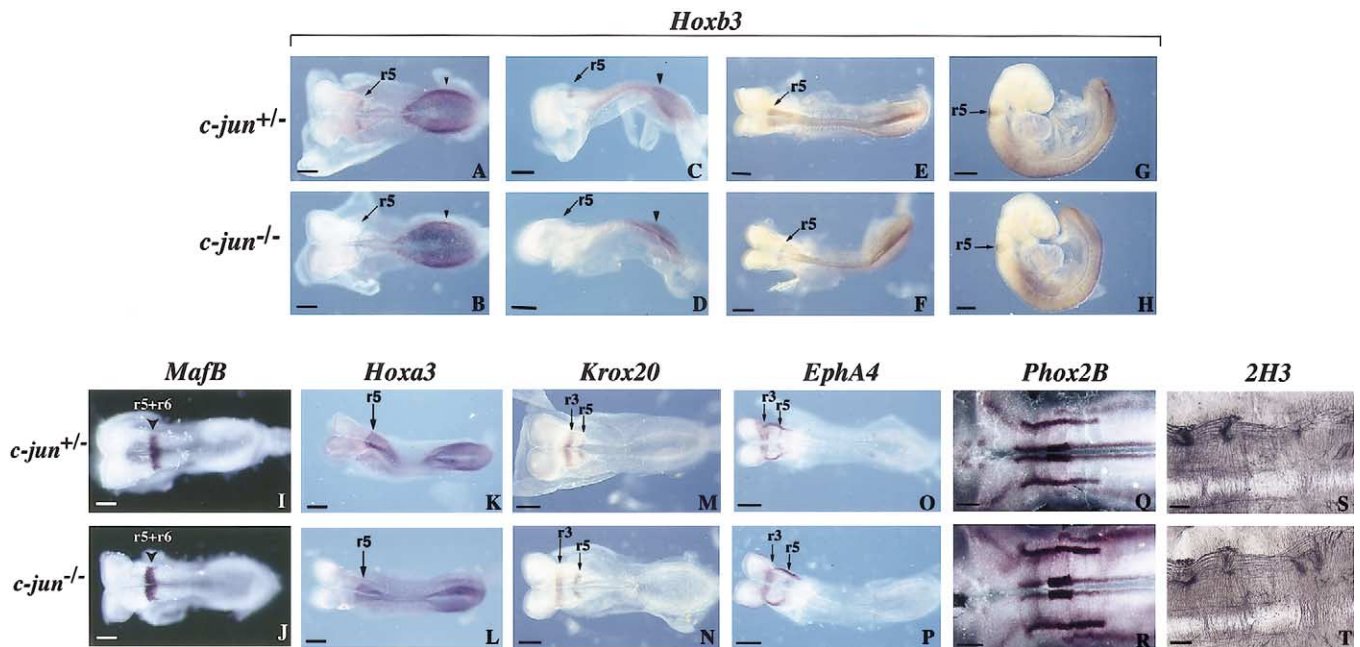 Hoxb3
c-jun+/-
r5
A
r5
C
r5
E
r5
G
c-jun-/-
r5
B
r5
D
r5
F
r5
H
MafB
Hoxa3
Krox20
EphA4
Phox2B
2H3
c-jun+/-
r5+r6
I
r5
K
r3
r5
M
r3
r5
O
Q
S
c-jun-/-
r5+r6
J
r5
L
r3
r5
N
r3
r5
P
R
T